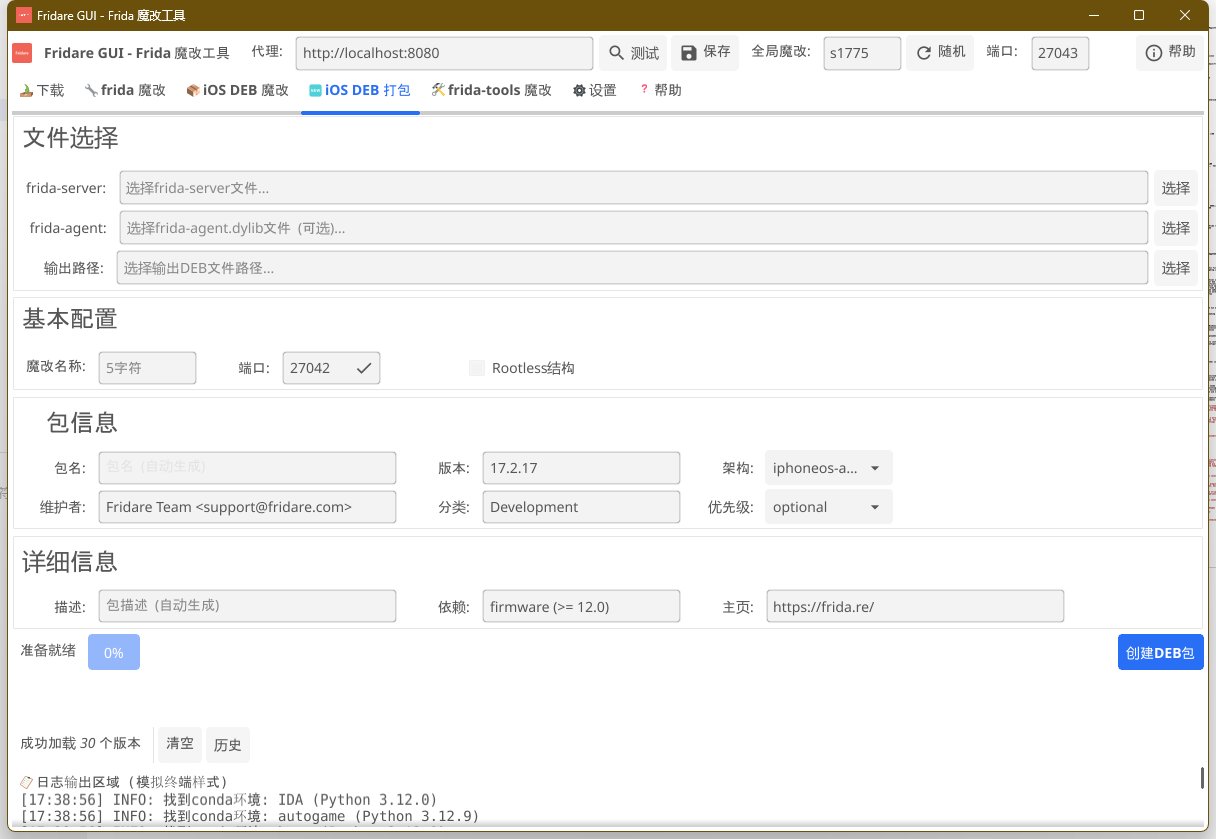 Fridare GUI - Frida 魔改工具
Fridare GUI - Frida 魔改工具 代理: http://localhost:8080 测试 保存 全局魔改: s1775 随机 端口: 27043 帮助
下载 frida 魔改 iOS DEB 魔改 iOS DEB 打包 frida-tools 魔改 设置 ? 帮助
文件选择
frida-server: 选择frida-server文件... 选择
frida-agent: 选择frida-agent.dylib文件 (可选)... 选择
输出路径: 选择输出DEB文件路径... 选择
基本配置
魔改名称: 5字符 端口: 27042 Rootless结构
包信息
包名: 包名 (自动生成) 版本: 17.2.17 架构: iphoneos-a...
维护者: Fridare Team <support@fridare.com> 分类: Development 优先级: optional
详细信息
描述: 包描述 (自动生成) 依赖: firmware (>= 12.0) 主页: https://frida.re/
准备就绪 0% 创建DEB包
成功加载 30 个版本 清空 历史
日志输出区域 (模拟终端样式)
[17:38:56] INFO: 找到conda环境: IDA (Python 3.12.0)
[17:38:56] INFO: 找到conda环境: autogame (Python 3.12.9)